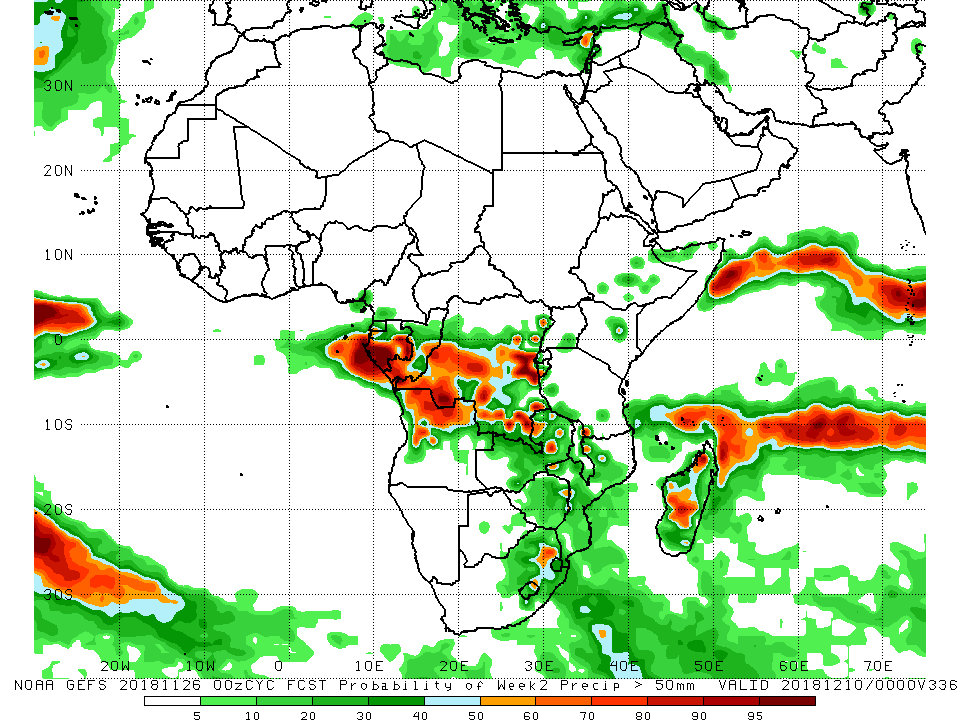 30N
20N
10N
0
10S
20S
30S
20W 10W 0 10E 20E 30E 40E 50E 60E 70E
NOAA GEFS 20181126 00zCYC FCST Probability of Week2 Precip > 50mm VALID 20181210/0000V336
5 10 20 30 40 50 60 70 80 90 95